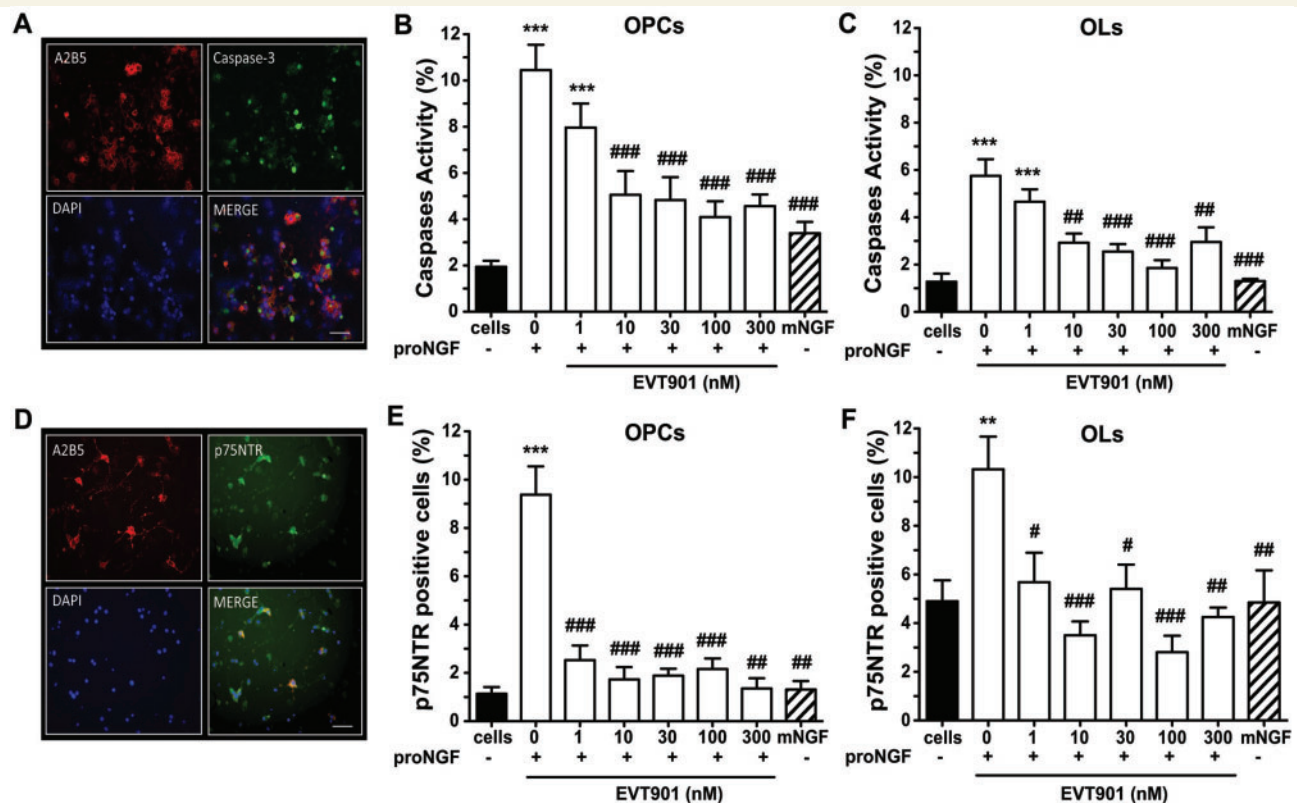 A
A2B5
Caspase-3
DAPI
MERGE
B
OPCs
Caspases Activity (%)
12
10
8
6
4
2
0
***
***
###
###
###
###
###
cells 0 1 10 30 100 300 mNGF
proNGF - + + + + + + -
EVT901 (nM)
C
OLs
Caspases Activity (%)
12
10
8
6
4
2
0
***
***
##
###
###
##
###
cells 0 1 10 30 100 300 mNGF
proNGF - + + + + + + -
EVT901 (nM)
D
A2B5
p75NTR
DAPI
MERGE
E
OPCs
p75NTR positive cells (%)
12
10
8
6
4
2
0
***
###
###
###
###
##
##
cells 0 1 10 30 100 300 mNGF
proNGF - + + + + + + -
EVT901 (nM)
F
OLs
p75NTR positive cells (%)
12
10
8
6
4
2
0
**
#
###
#
###
##
##
cells 0 1 10 30 100 300 mNGF
proNGF - + + + + + + -
EVT901 (nM)